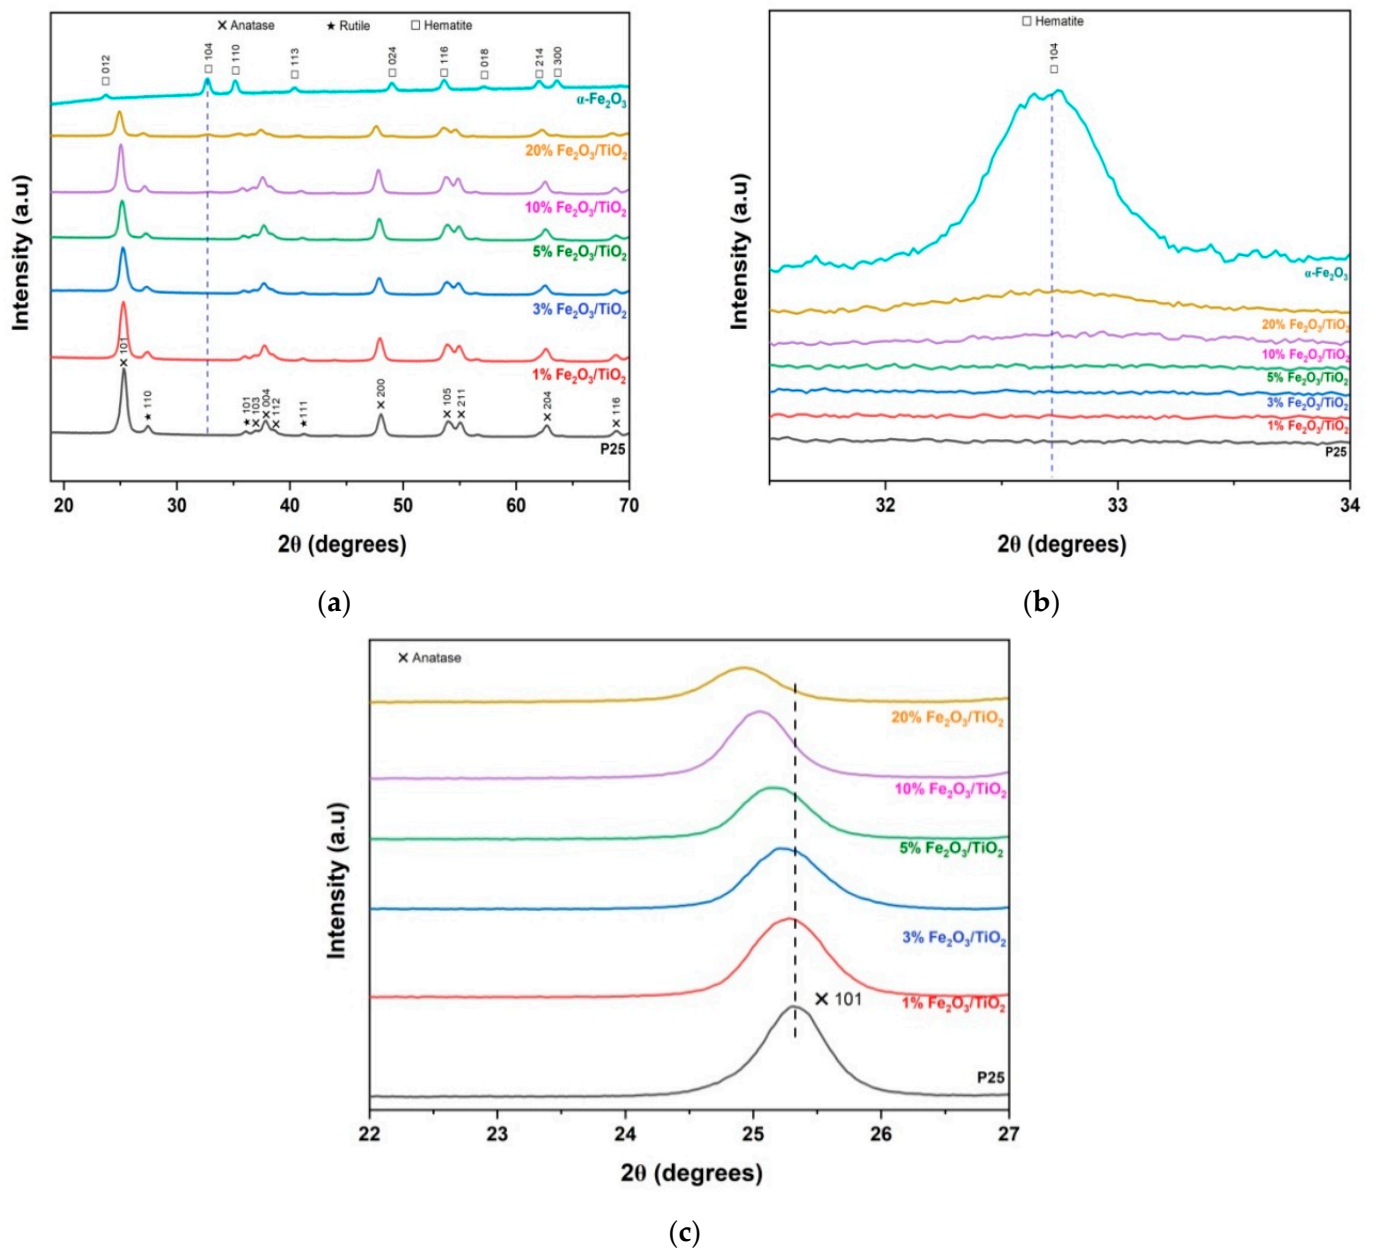 × Anatase ★ Rutile □ Hematite
□ 012
□ 104
□ 110
□ 113
□ 024
□ 116
□ 018
□ 214
□ 300
α-Fe₂O₃
20% Fe₂O₃/TiO₂
10% Fe₂O₃/TiO₂
5% Fe₂O₃/TiO₂
3% Fe₂O₃/TiO₂
1% Fe₂O₃/TiO₂
P25
× 101
★ 110
★ 101
× 103
× 004
× 112
★ 111
× 200
× 105
× 211
× 204
× 116
Intensity (a.u)
20 30 40 50 60 70
2θ (degrees)
(a)
□ Hematite
□ 104
α-Fe₂O₃
20% Fe₂O₃/TiO₂
10% Fe₂O₃/TiO₂
5% Fe₂O₃/TiO₂
3% Fe₂O₃/TiO₂
1% Fe₂O₃/TiO₂
P25
Intensity (a.u)
32 33 34
2θ (degrees)
(b)
× Anatase
20% Fe₂O₃/TiO₂
10% Fe₂O₃/TiO₂
5% Fe₂O₃/TiO₂
3% Fe₂O₃/TiO₂
1% Fe₂O₃/TiO₂
× 101
P25
Intensity (a.u)
22 23 24 25 26 27
2θ (degrees)
(c)